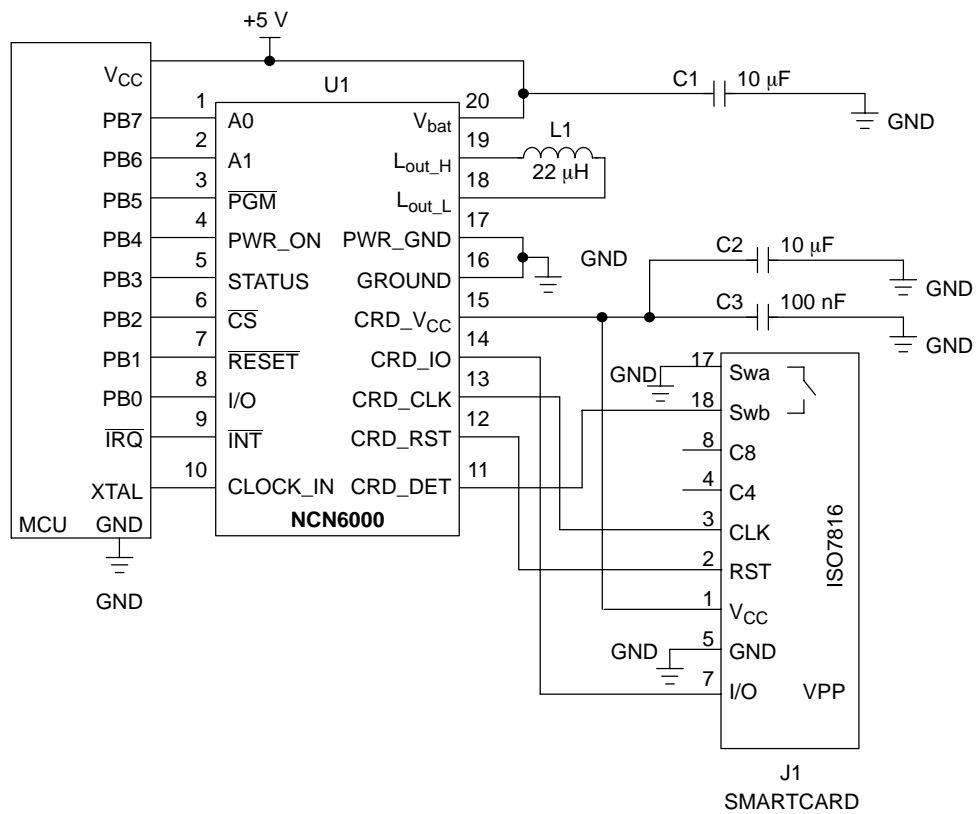 +5 V
VCC
U1
C1 10 µF
GND
PB7 1 A0
Vbat 20
PB6 2 A1
Lout_H 19
L1
22 µH
PB5 3 PGM
Lout_L 18
PB4 4 PWR_ON
PWR_GND 17
PB3 5 STATUS
GROUND 16
GND
PB2 6 CS
CRD_VCC 15
C2 10 µF
GND
C3 100 nF
GND
PB1 7 RESET
CRD_IO 14
PB0 8 I/O
CRD_CLK 13
IRQ 9 INT
CRD_RST 12
XTAL 10 CLOCK_IN
CRD_DET 11
MCU GND
NCN6000
GND
GND 17 Swa
18 Swb
8 C8
4 C4
3 CLK
2 RST
1 VCC
GND 5 GND
7 I/O
VPP
ISO7816
J1
SMARTCARD